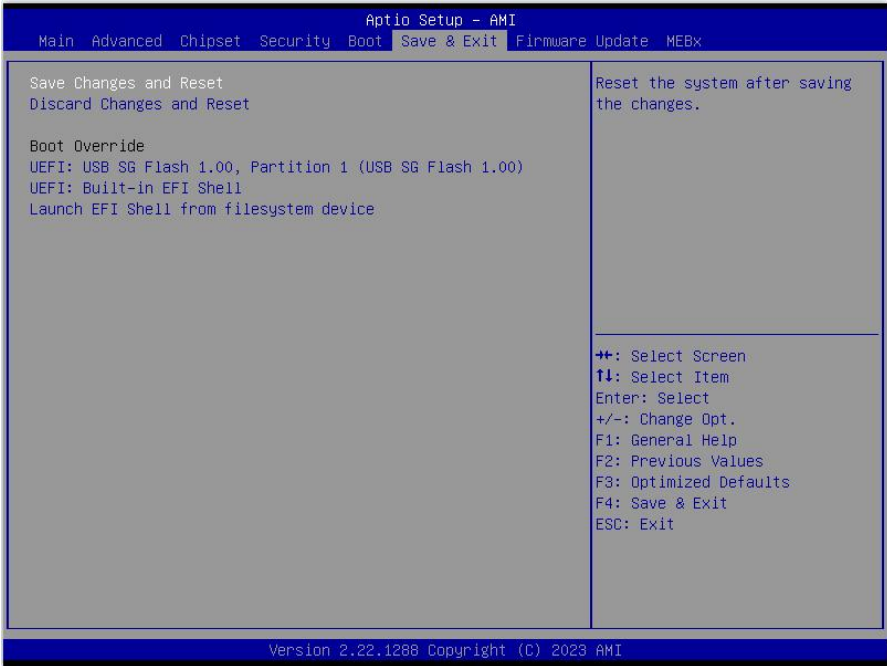 Aptio Setup – AMI
Main Advanced Chipset Security Boot Save & Exit Firmware Update MEBx
Save Changes and Reset
Discard Changes and Reset
Boot Override
UEFI: USB SG Flash 1.00, Partition 1 (USB SG Flash 1.00)
UEFI: Built-in EFI Shell
Launch EFI Shell from filesystem device
Reset the system after saving
the changes.
→←: Select Screen
↑↓: Select Item
Enter: Select
+/-: Change Opt.
F1: General Help
F2: Previous Values
F3: Optimized Defaults
F4: Save & Exit
ESC: Exit
Version 2.22.1288 Copyright (C) 2023 AMI